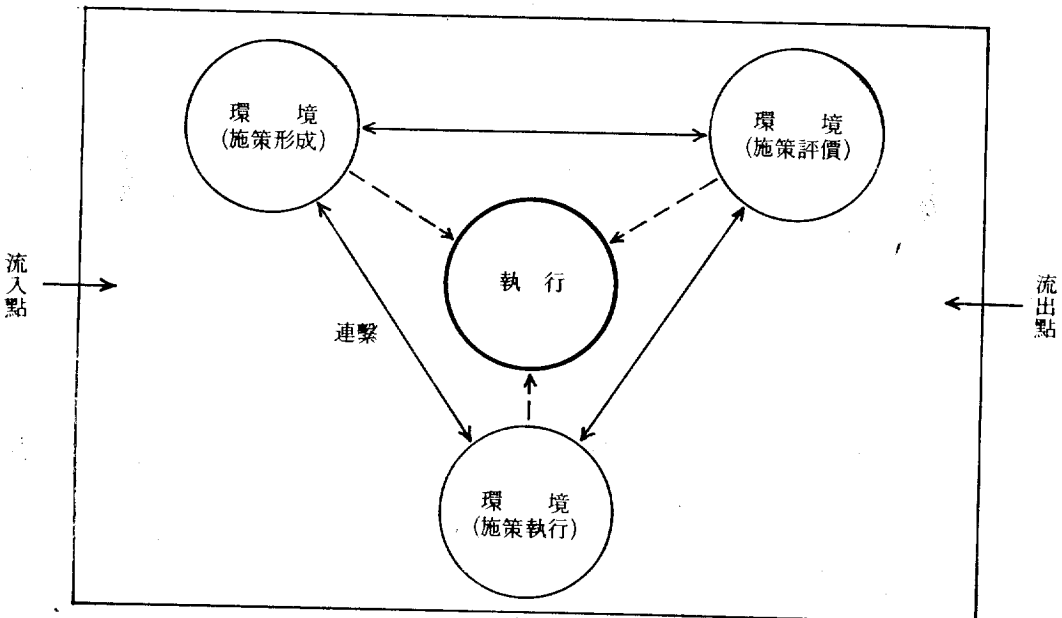 環境
(施策形成)
環境
(施策評價)
執行
流入點
流出點
連繫
環境
(施策執行)